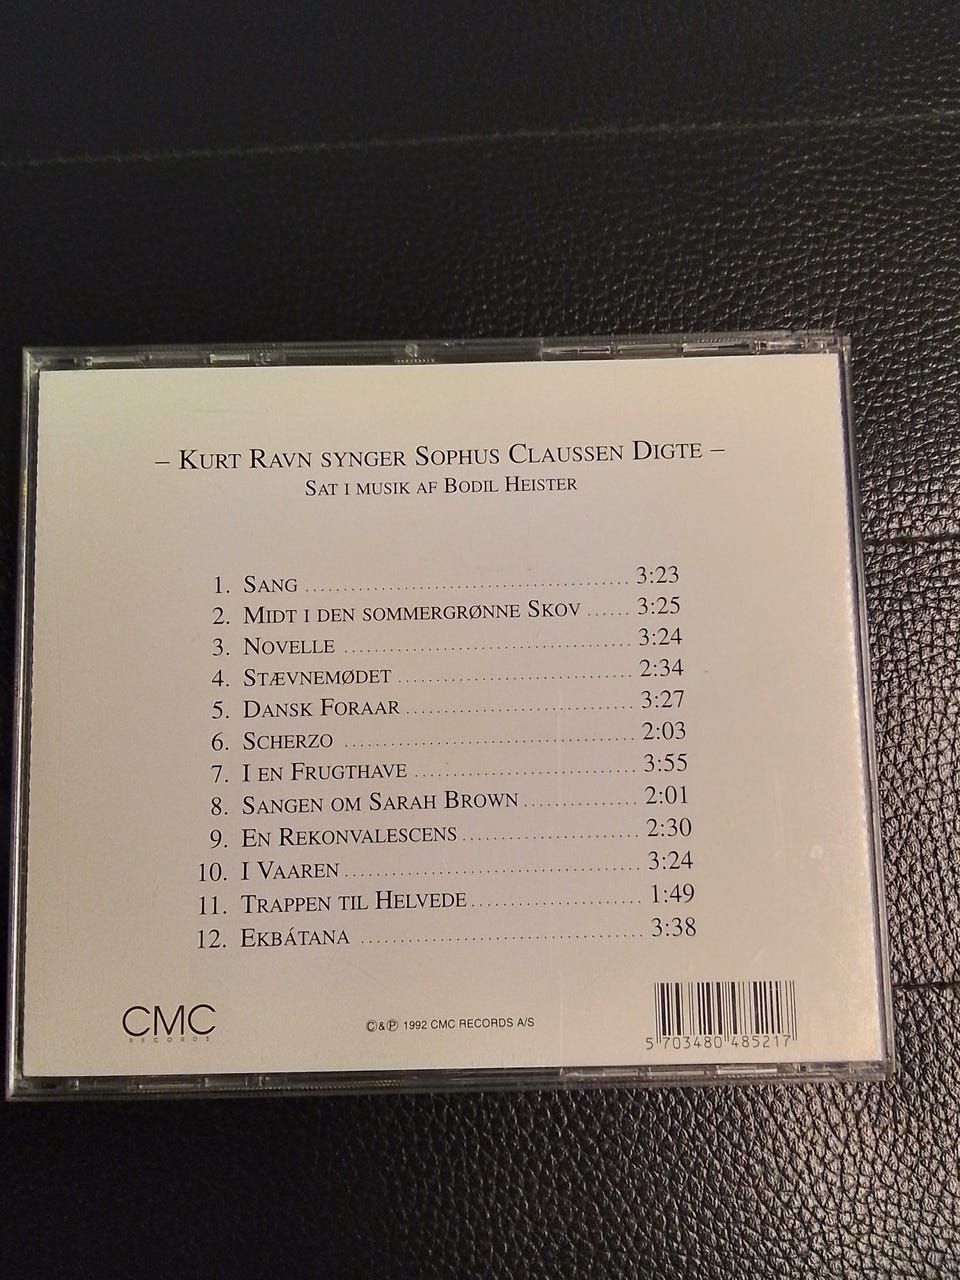 – Kurt Ravn synger Sophus Claussen Digte –
Sat i musik af Bodil Heister
1. Sang 3:23
2. Midt i den sommergrønne Skov 3:25
3. Novelle 3:24
4. Stævnemødet 2:34
5. Dansk Foraar 3:27
6. Scherzo 2:03
7. I en Frugthave 3:55
8. Sangen om Sarah Brown 2:01
9. En Rekonvalescens 2:30
10. I Vaaren 3:24
11. Trappen til Helvede 1:49
12. Ekbátana 3:38
CMC
RECORDS
©&℗ 1992 CMC RECORDS A/S
5 703480 485217